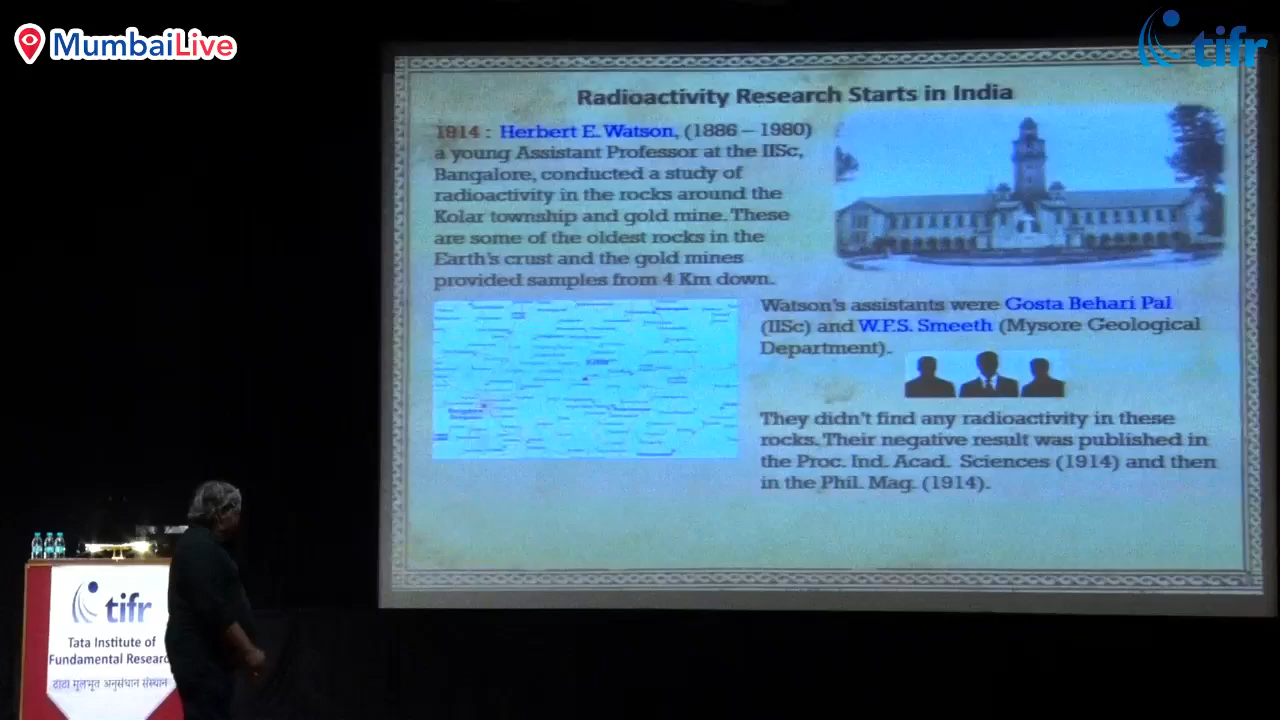 MumbaiLive
tifr
Radioactivity Research Starts in India
1914 : Herbert E. Watson, (1886 – 1980)
a young Assistant Professor at the IISc,
Bangalore, conducted a study of
radioactivity in the rocks around the
Kolar township and gold mine. These
are some of the oldest rocks in the
Earth's crust and the gold mines
provided samples from 4 Km down.
Watson's assistants were Gosta Behari Pal
(IISc) and W.F.S. Smeeth (Mysore Geological
Department).
They didn't find any radioactivity in these
rocks. Their negative result was published in
the Proc. Ind. Acad. Sciences (1914) and then
in the Phil. Mag. (1914).
tifr
Tata Institute of
Fundamental Researc
टाटा मूलभूत अनुसंधान संस्थान